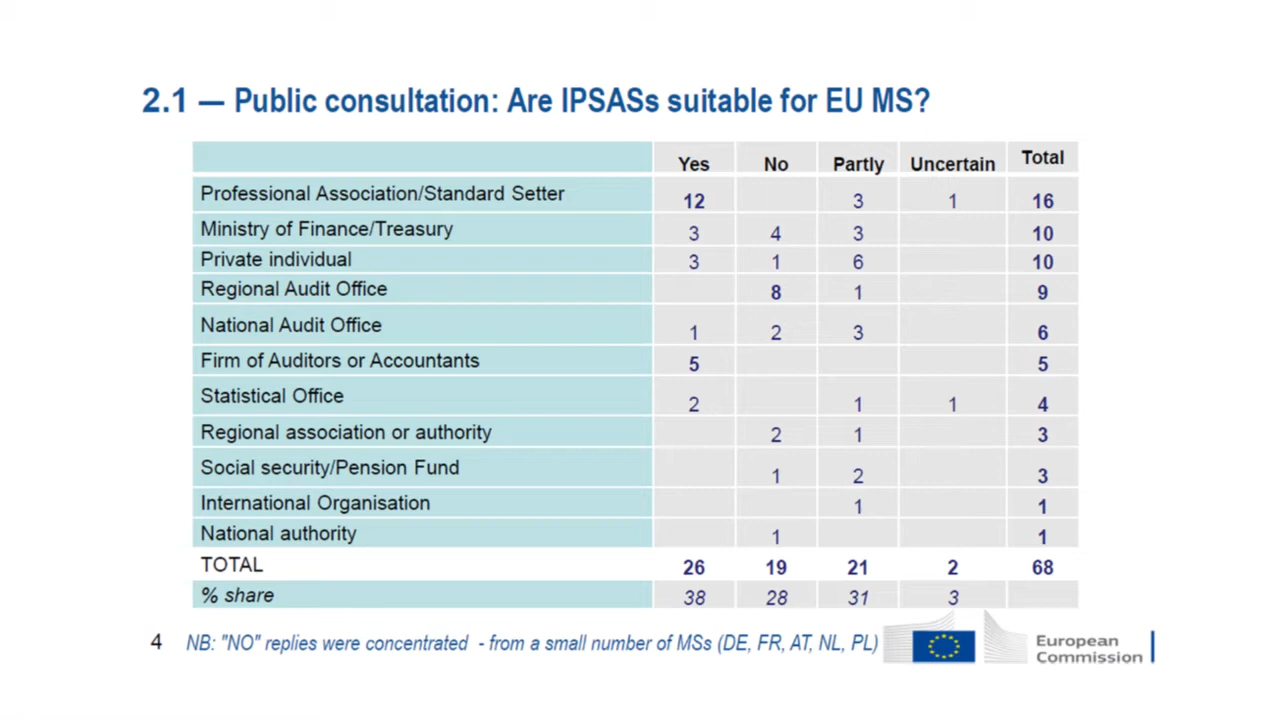 2.1 — Public consultation: Are IPSASs suitable for EU MS?
Yes No Partly Uncertain Total
Professional Association/Standard Setter 12 3 1 16
Ministry of Finance/Treasury 3 4 3 10
Private individual 3 1 6 10
Regional Audit Office 8 1 9
National Audit Office 1 2 3 6
Firm of Auditors or Accountants 5 5
Statistical Office 2 1 1 4
Regional association or authority 2 1 3
Social security/Pension Fund 1 2 3
International Organisation 1 1
National authority 1 1
TOTAL 26 19 21 2 68
% share 38 28 31 3
4 NB: "NO" replies were concentrated - from a small number of MSs (DE, FR, AT, NL, PL)
European
Commission